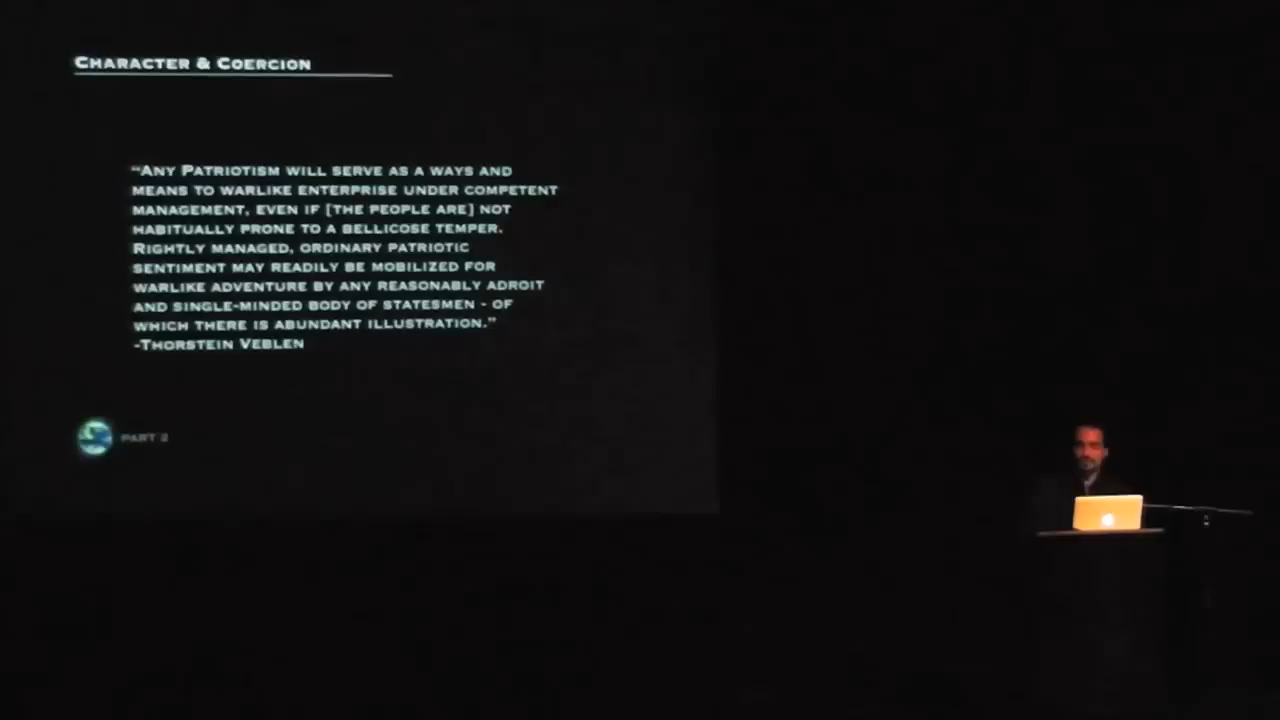 Character & Coercion
“Any Patriotism will serve as a ways and
means to warlike enterprise under competent
management, even if [the people are] not
habitually prone to a bellicose temper.
Rightly managed, ordinary patriotic
sentiment may readily be mobilized for
warlike adventure by any reasonably adroit
and single-minded body of statesmen - of
which there is abundant illustration.”
-Thorstein Veblen
Part 2